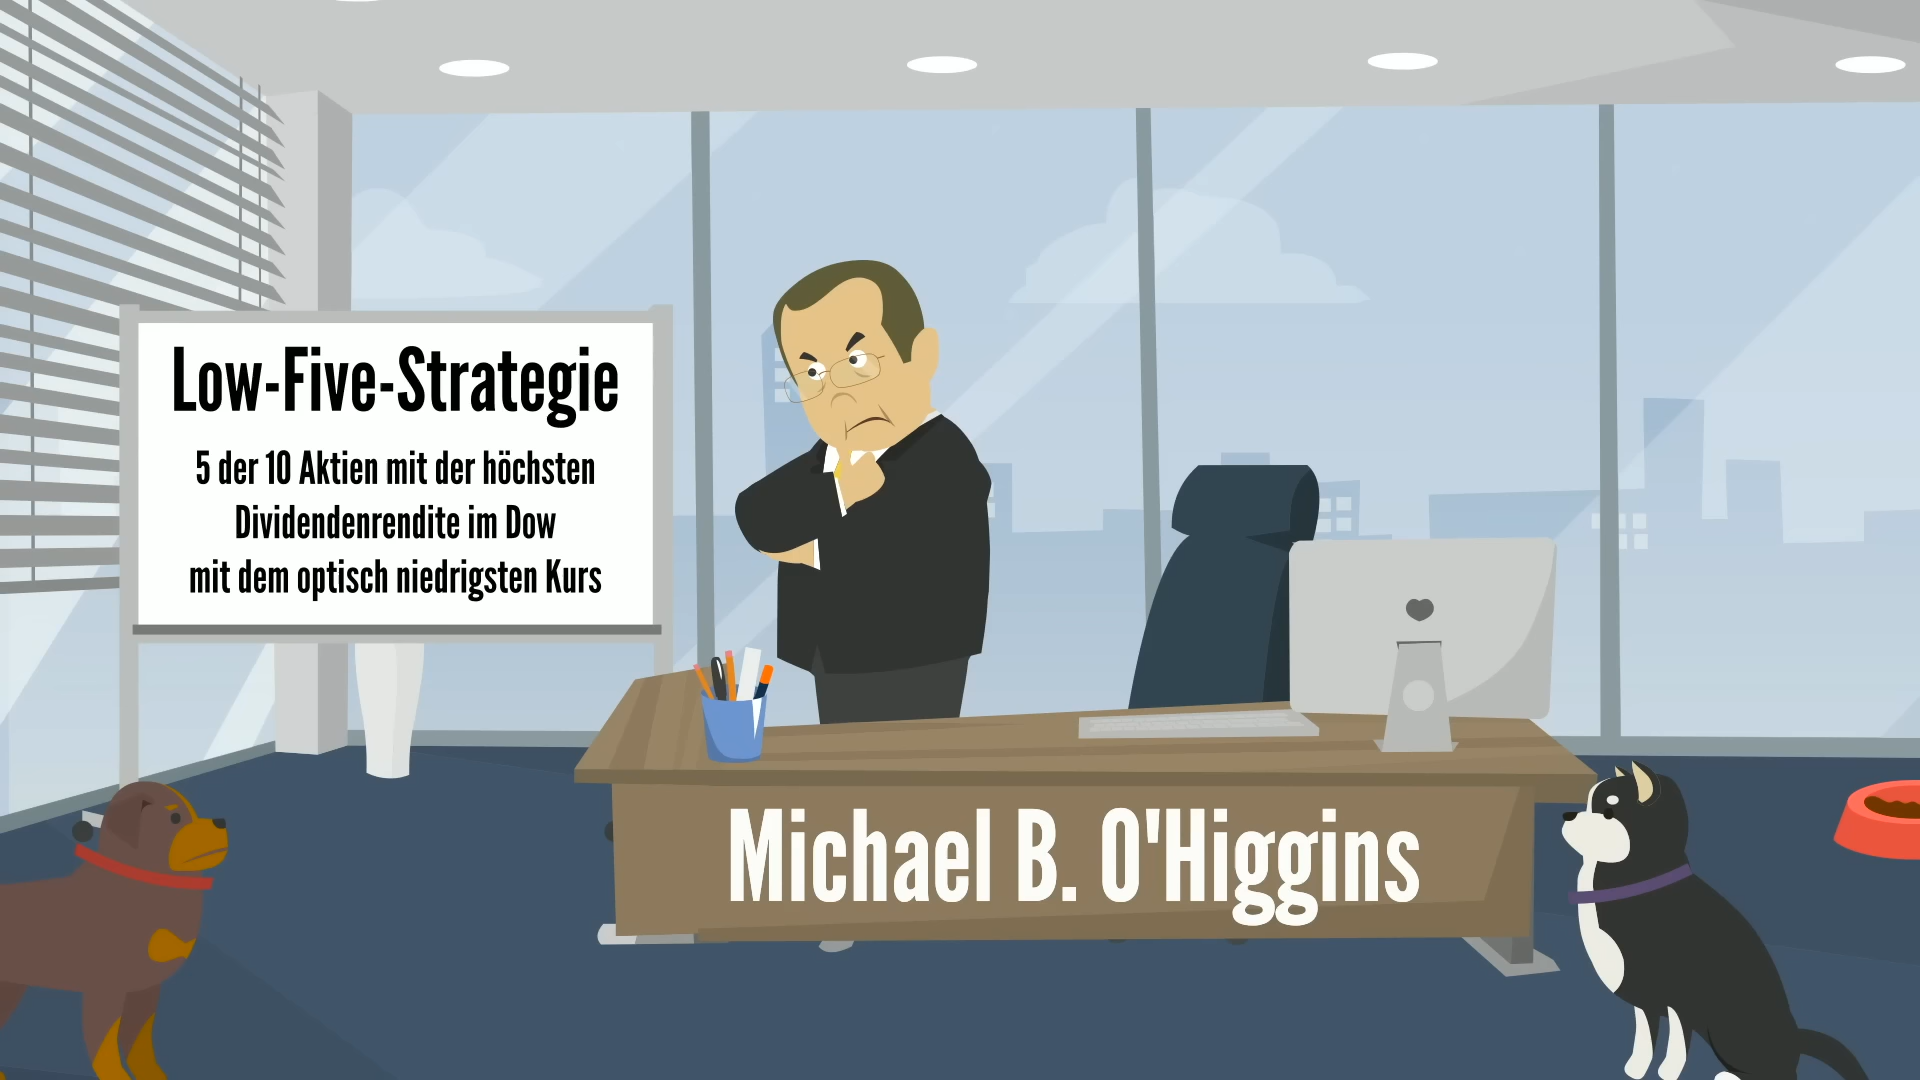 Low-Five-Strategie
5 der 10 Aktien mit der höchsten
Dividendenrendite im Dow
mit dem optisch niedrigsten Kurs
Michael B. O'Higgins